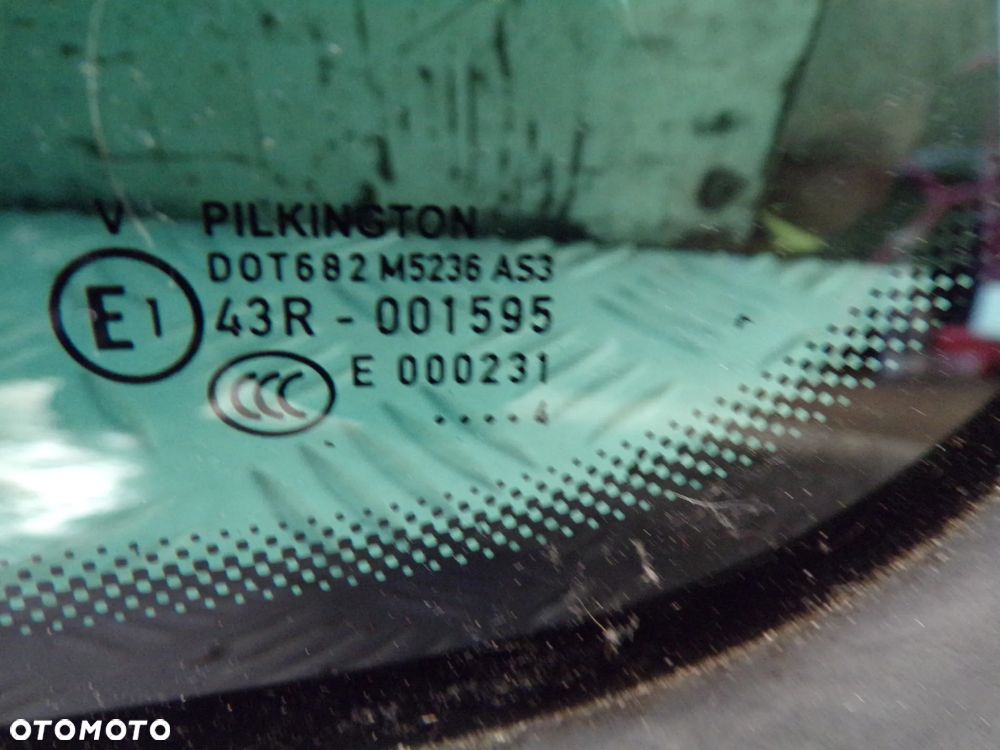 V PILKINGTON
DOT682 M5236 AS3
E1 43R - 001595
CCC E 000231
.... 4
OTOMOTO